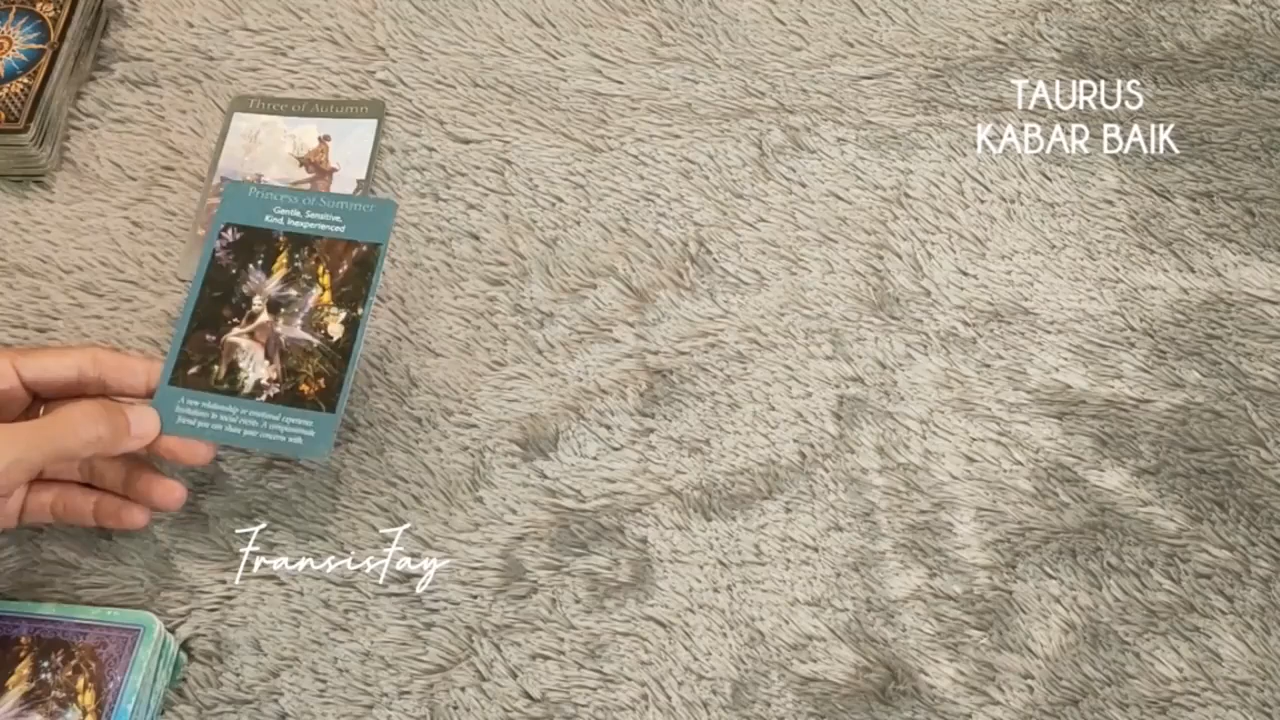 TAURUS
KABAR BAIK
Three of Autumn
Princess of Summer
Gentle, Sensitive,
Kind, Inexperienced
A new relationship or emotional experience.
Invitations to social events. A compassionate
friend you can share your concerns with.
FransisFay